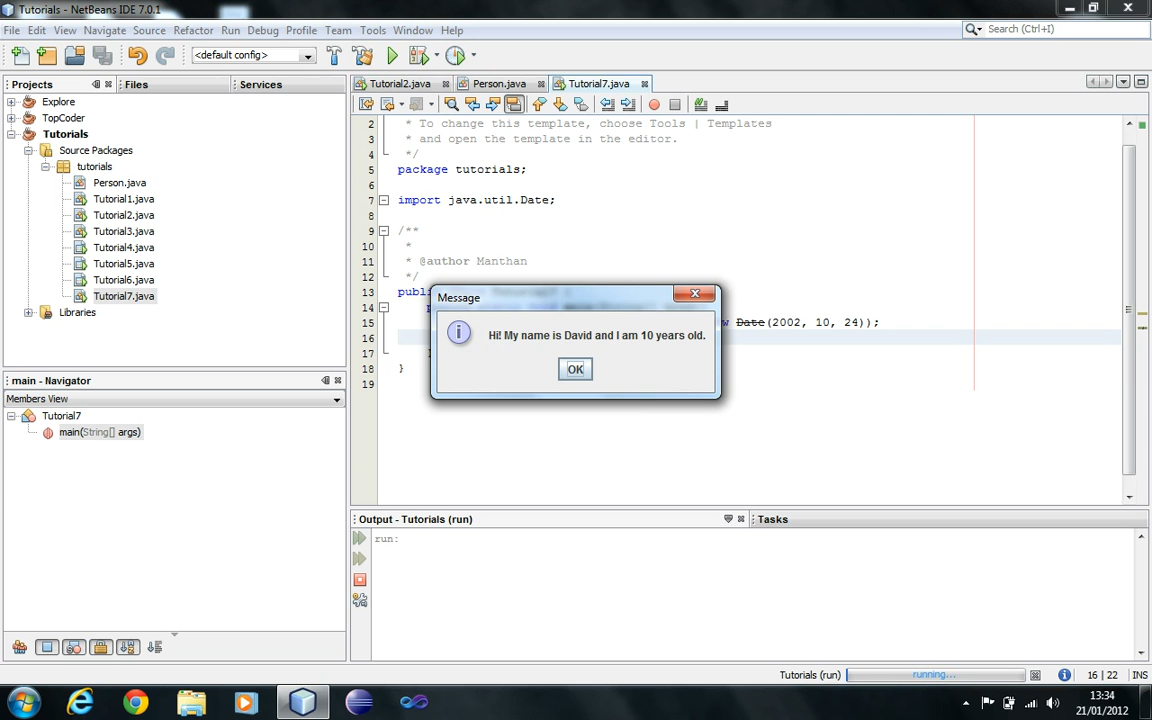 Tutorials - NetBeans IDE 7.0.1
File Edit View Navigate Source Refactor Run Debug Profile Team Tools Window Help
Search (Ctrl+I)
<default config>
Projects Files Services
Explore
TopCoder
Tutorials
Source Packages
tutorials
Person.java
Tutorial1.java
Tutorial2.java
Tutorial3.java
Tutorial4.java
Tutorial5.java
Tutorial6.java
Tutorial7.java
Libraries
main - Navigator
Members View
Tutorial7
main(String[] args)
Tutorial2.java Person.java Tutorial7.java
2 * To change this template, choose Tools | Templates
3 * and open the template in the editor.
4 */
5 package tutorials;
6
7 import java.util.Date;
8
9 /**
10 *
11 * @author Manthan
12 */
13 publi
14
15 Date(2002, 10, 24));
16
17
18 }
19
Message
Hi! My name is David and I am 10 years old.
OK
Output - Tutorials (run) Tasks
run:
Tutorials (run) running... 16 | 22 INS
13:34
21/01/2012